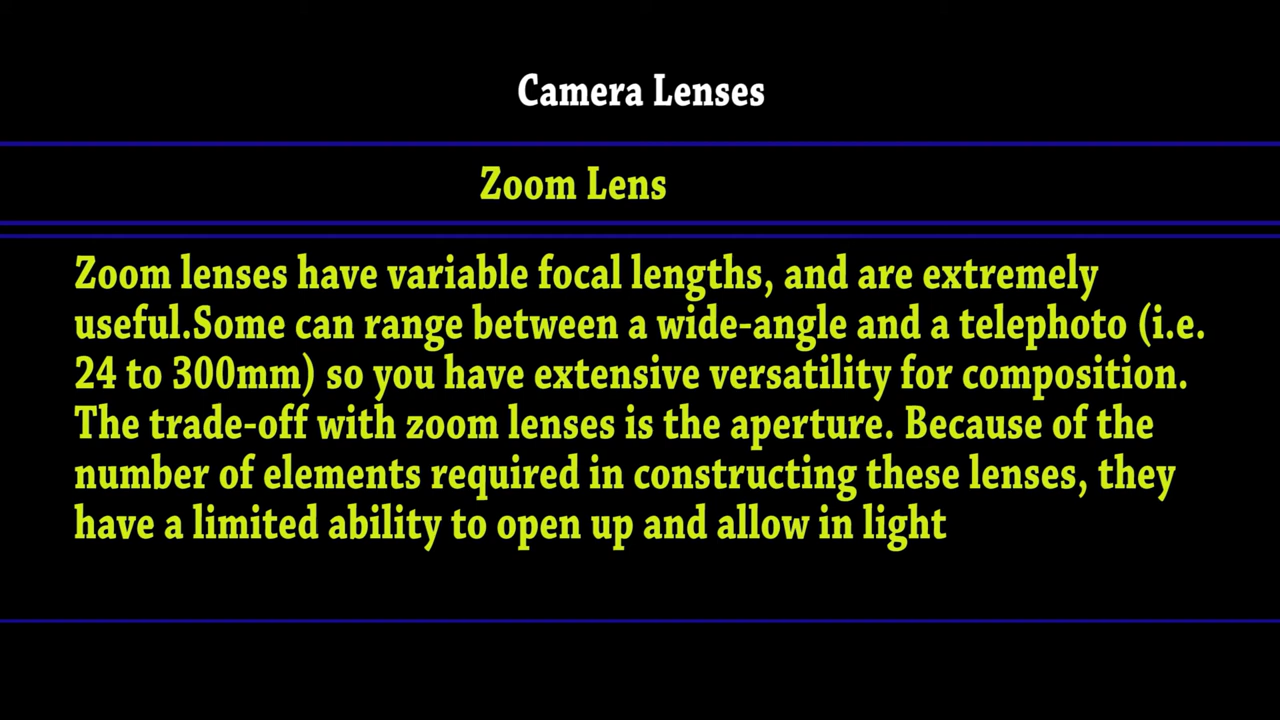 Camera Lenses
Zoom Lens
Zoom lenses have variable focal lengths, and are extremely
useful.Some can range between a wide-angle and a telephoto (i.e.
24 to 300mm) so you have extensive versatility for composition.
The trade-off with zoom lenses is the aperture. Because of the
number of elements required in constructing these lenses, they
have a limited ability to open up and allow in light